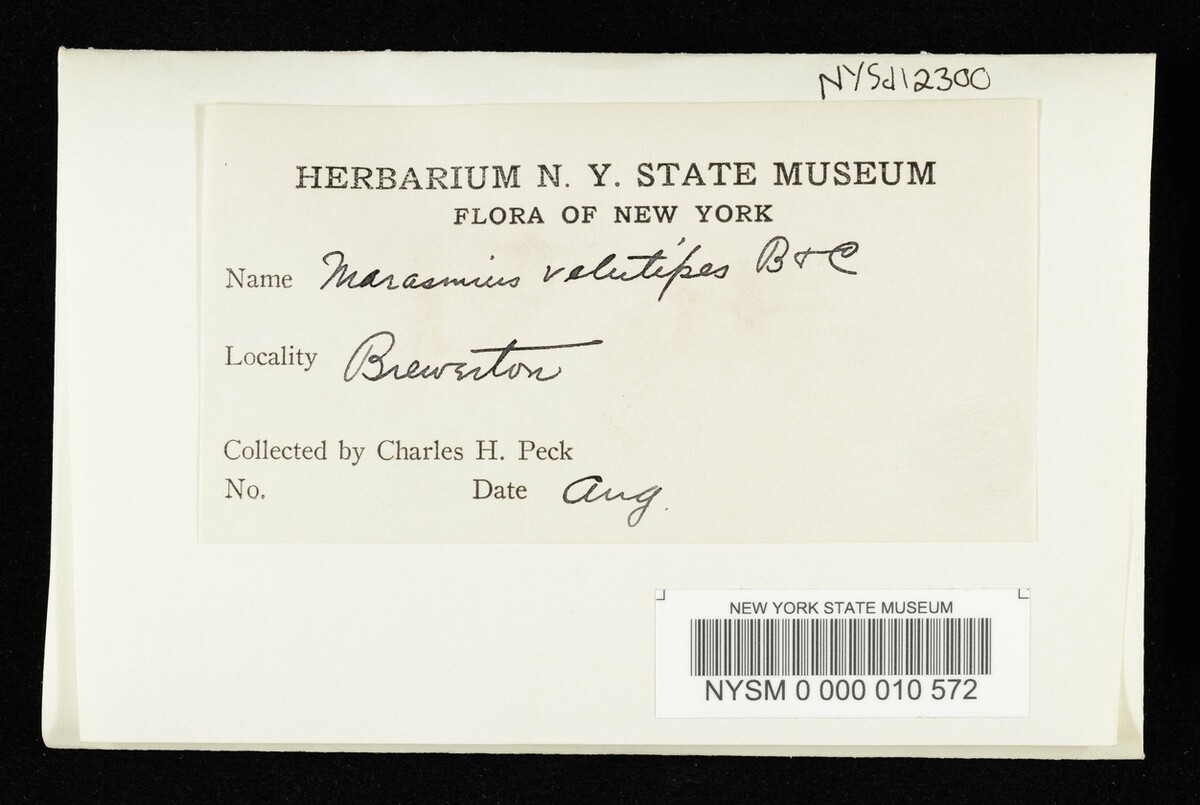 NYSd12300
HERBARIUM N. Y. STATE MUSEUM
FLORA OF NEW YORK
Name Marasmius velutipes B & C
Locality Brewerton
Collected by Charles H. Peck
No. Date Aug.
NEW YORK STATE MUSEUM
NYSM 0 000 010 572